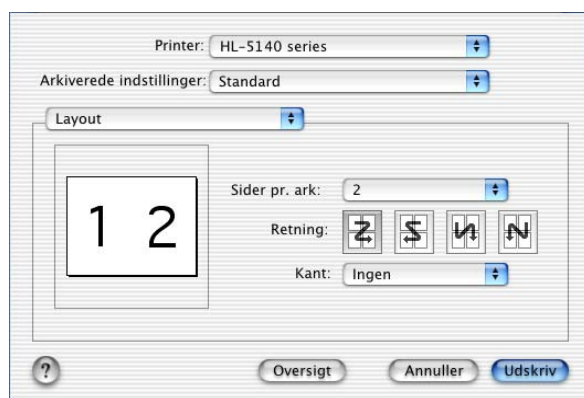 Printer: HL-5140 series
Arkiverede indstillinger: Standard
Layout
1 2
Sider pr. ark: 2
Retning:
Kant: Ingen
? Oversigt Annuller Udskriv